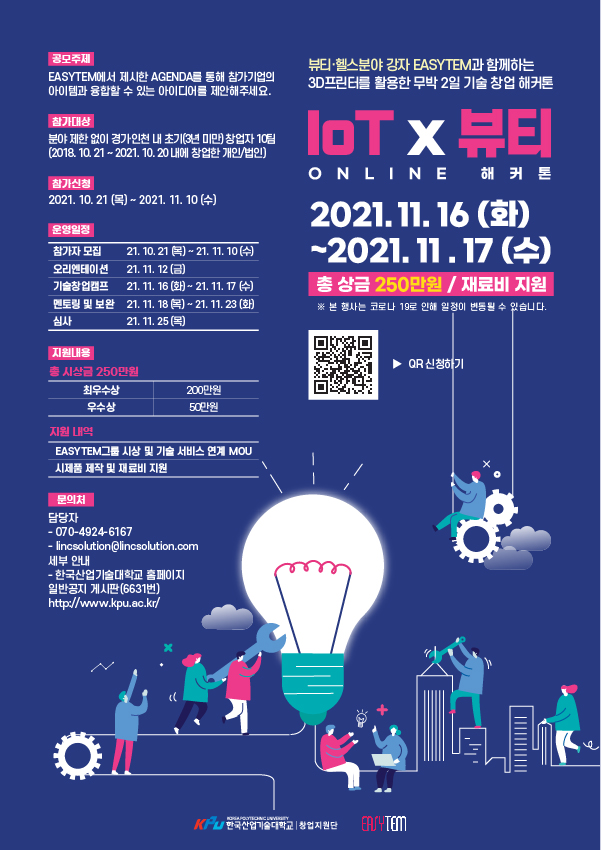 공모주제
EASYTEM에서 제시한 AGENDA를 통해 참가기업의
아이템과 융합할 수 있는 아이디어를 제안해주세요.
참가대상
분야 제한 없이 경기·인천 내 초기(3년 미만) 창업자 10팀
(2018. 10. 21 ~ 2021. 10. 20 내에 창업한 개인/법인)
참가신청
2021. 10. 21 (목) ~ 2021. 11. 10 (수)
운영일정
참가자 모집 21. 10. 21 (목) ~ 21. 11. 10 (수)
오리엔테이션 21. 11. 12 (금)
기술창업캠프 21. 11. 16 (화) ~ 21. 11. 17 (수)
멘토링 및 보완 21. 11. 18 (목) ~ 21. 11. 23 (화)
심사 21. 11. 25 (목)
지원내용
총 시상금 250만원
최우수상 200만원
우수상 50만원
지원 내역
EASYTEM그룹 시상 및 기술 서비스 연계 MOU
시제품 제작 및 재료비 지원
문의처
담당자
- 070-4924-6167
- lincsolution@lincsolution.com
세부 안내
- 한국산업기술대학교 홈페이지
일반공지 게시판(6631번)
http://www.kpu.ac.kr/
뷰티·헬스분야 강자 EASYTEM과 함께하는
3D프린터를 활용한 무박 2일 기술 창업 해커톤
IoT x 뷰티
ONLINE 해커톤
2021. 11. 16 (화)
~2021. 11 . 17 (수)
총 상금 250만원 / 재료비 지원
※ 본 행사는 코로나 19로 인해 일정이 변동될 수 있습니다.
▶ QR 신청하기
KPU KOREA POLYTECHNIC UNIVERSITY
한국산업기술대학교 | 창업지원단
EASYTEM